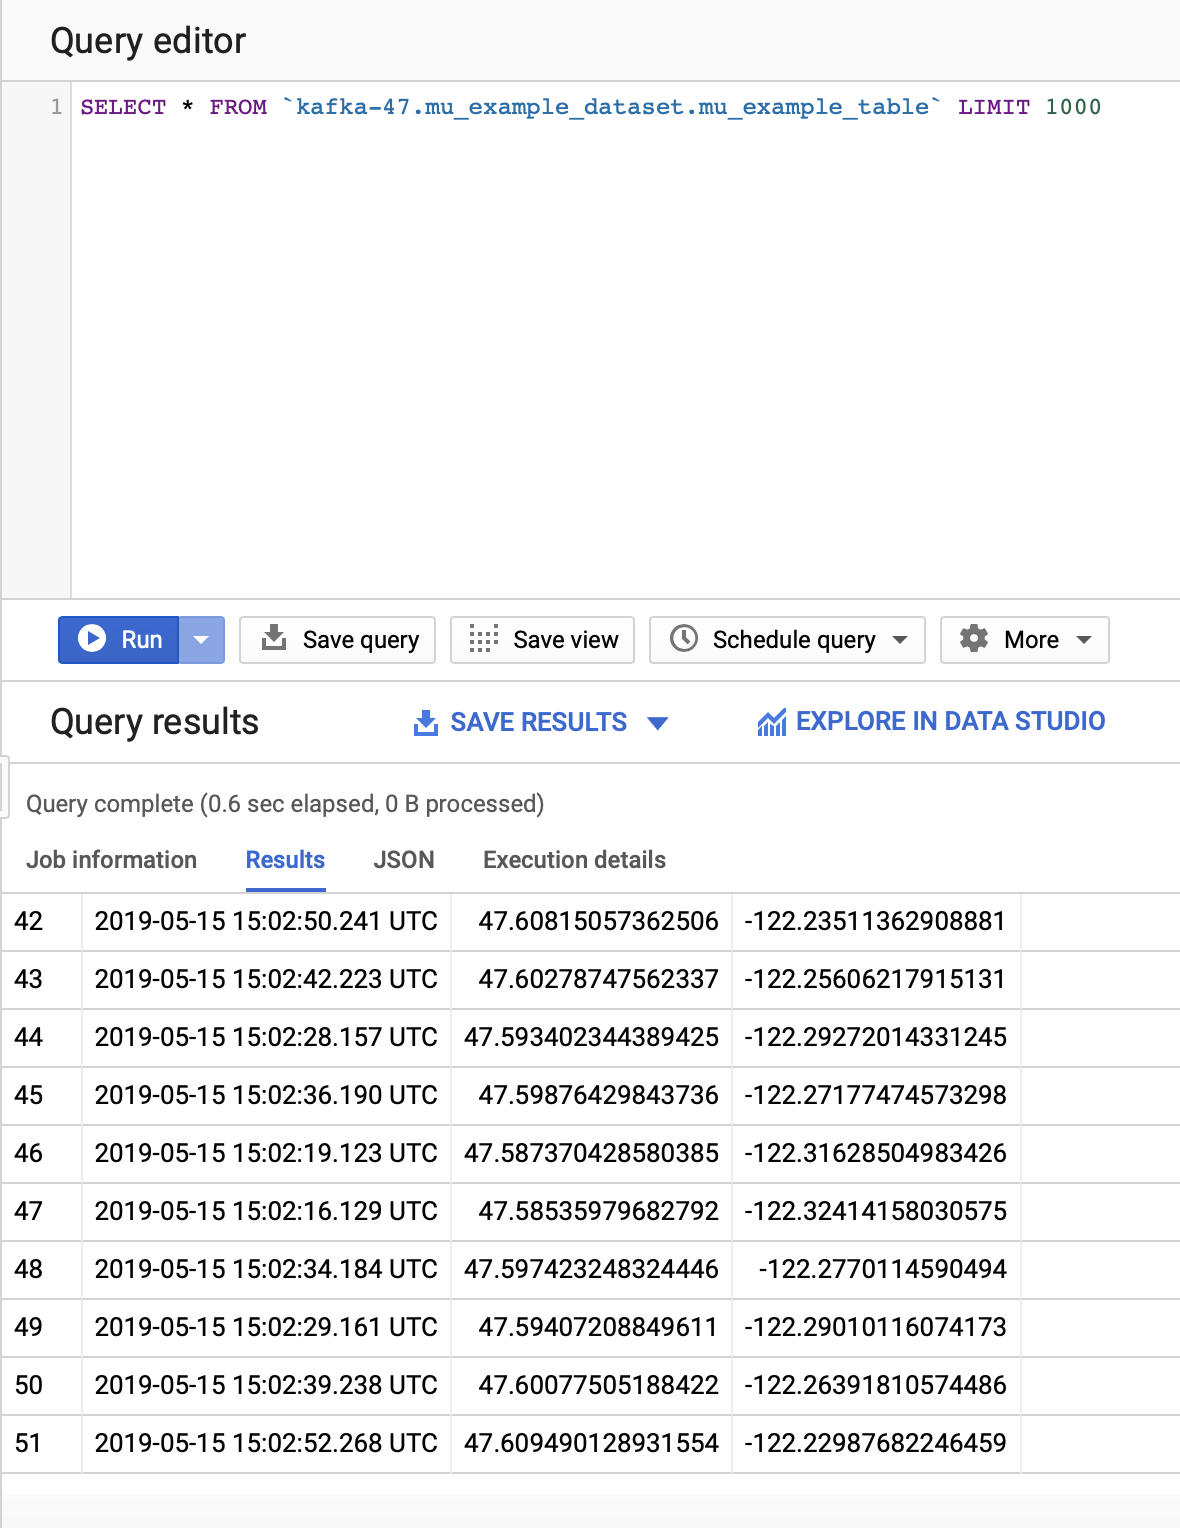 Query editor
1 SELECT * FROM `kafka-47.mu_example_dataset.mu_example_table` LIMIT 1000
Run Save query Save view Schedule query More
Query results SAVE RESULTS EXPLORE IN DATA STUDIO
Query complete (0.6 sec elapsed, 0 B processed)
Job information Results JSON Execution details
42 2019-05-15 15:02:50.241 UTC 47.60815057362506 -122.23511362908881
43 2019-05-15 15:02:42.223 UTC 47.60278747562337 -122.25606217915131
44 2019-05-15 15:02:28.157 UTC 47.593402344389425 -122.29272014331245
45 2019-05-15 15:02:36.190 UTC 47.59876429843736 -122.27177474573298
46 2019-05-15 15:02:19.123 UTC 47.587370428580385 -122.31628504983426
47 2019-05-15 15:02:16.129 UTC 47.58535979682792 -122.32414158030575
48 2019-05-15 15:02:34.184 UTC 47.597423248324446 -122.2770114590494
49 2019-05-15 15:02:29.161 UTC 47.59407208849611 -122.29010116074173
50 2019-05-15 15:02:39.238 UTC 47.60077505188422 -122.26391810574486
51 2019-05-15 15:02:52.268 UTC 47.609490128931554 -122.22987682246459